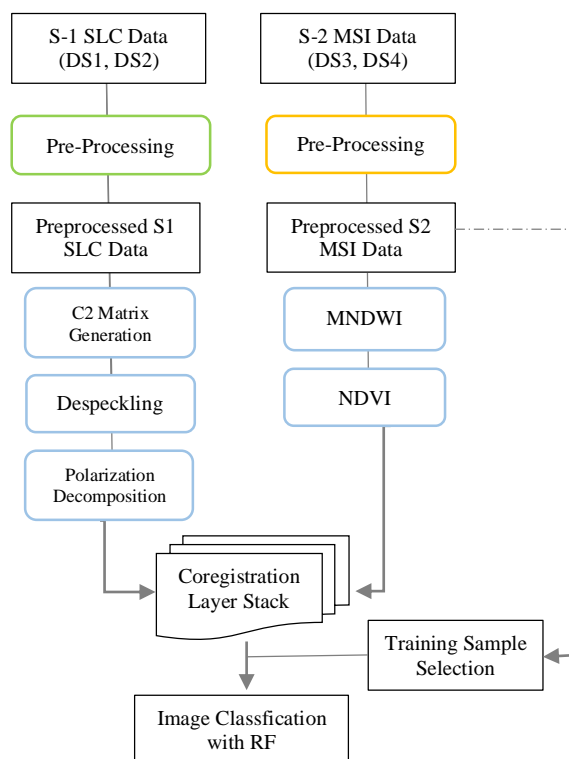 S-1 SLC Data
(DS1, DS2)
S-2 MSI Data
(DS3, DS4)
Pre-Processing
Pre-Processing
Preprocessed S1
SLC Data
Preprocessed S2
MSI Data
C2 Matrix
Generation
MNDWI
Despeckling
NDVI
Polarization
Decomposition
Coregistration
Layer Stack
Training Sample
Selection
Image Classfication
with RF